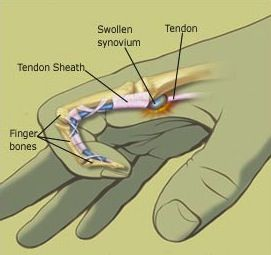 Swollen
synovium
Tendon
Tendon Sheath
Finger
bones